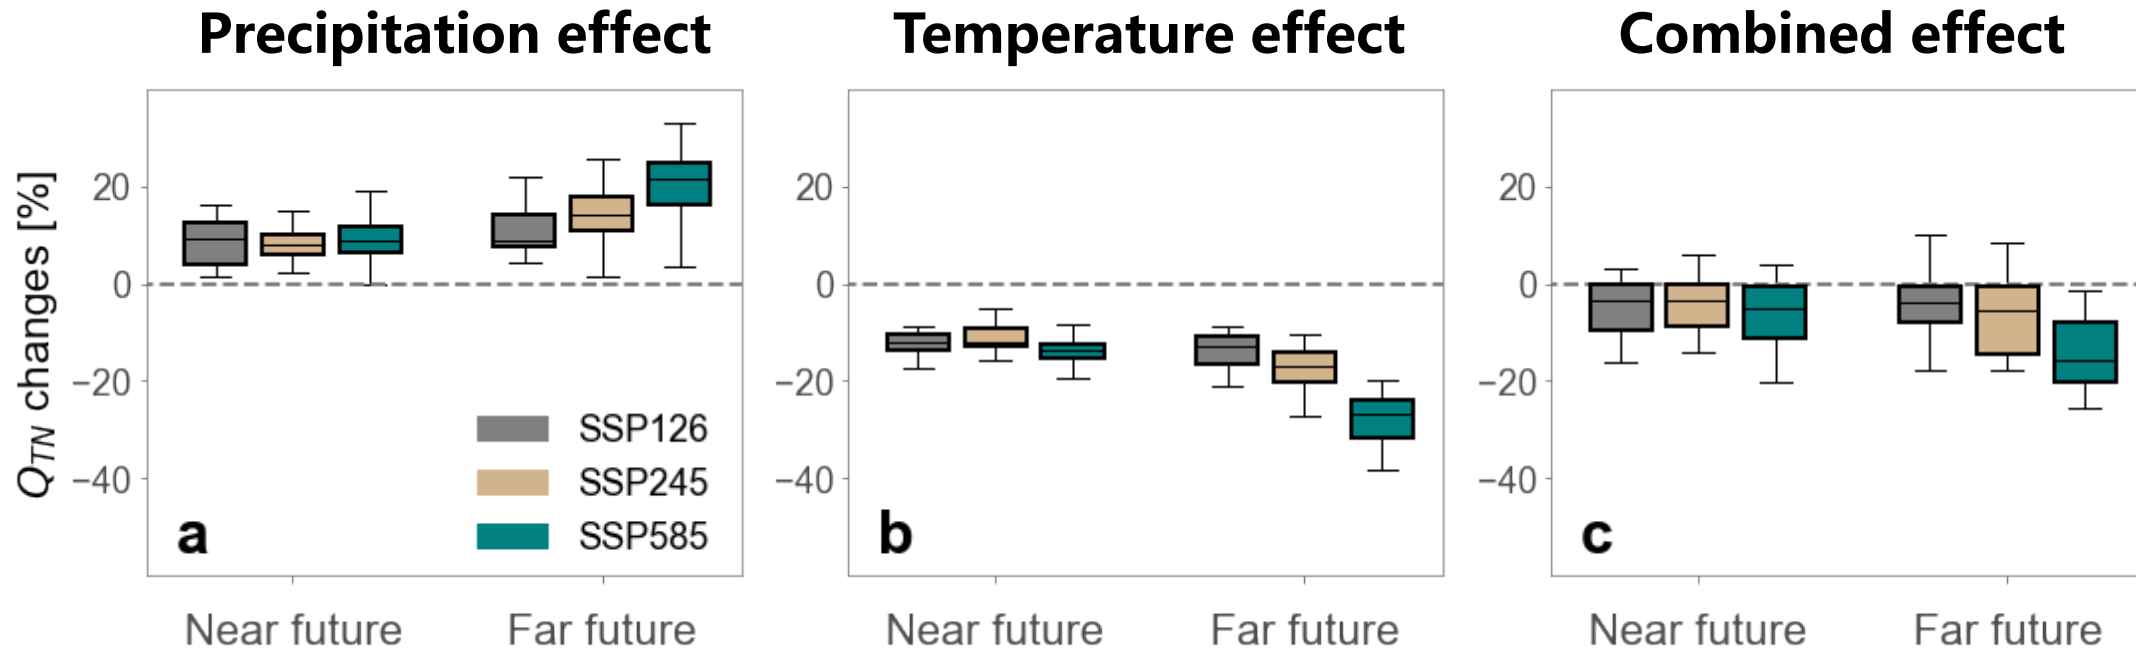 Precipitation effect
Temperature effect
Combined effect
Q_TN changes [%]
20
0
−20
−40
SSP126
SSP245
SSP585
a
Near future
Far future
20
0
−20
−40
b
Near future
Far future
20
0
−20
−40
c
Near future
Far future